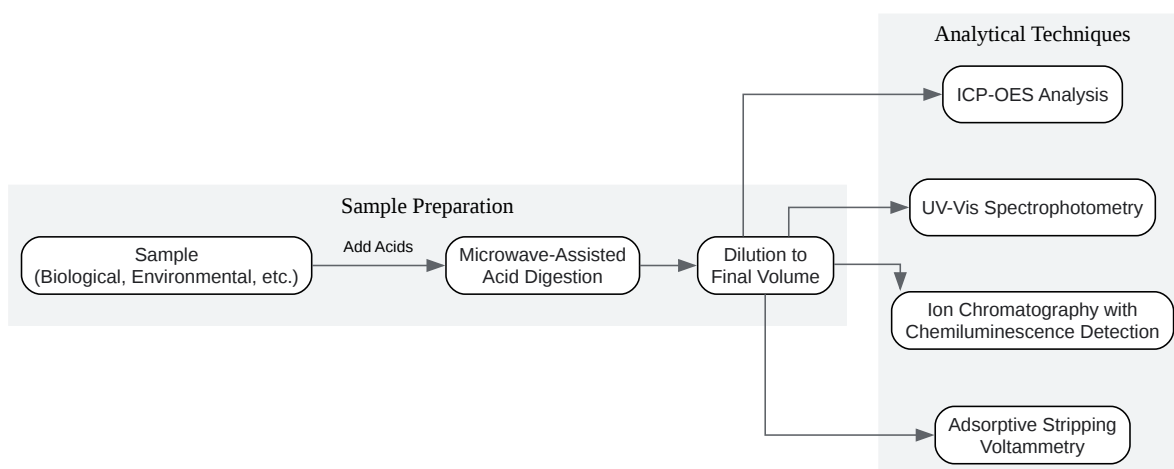 Analytical Techniques
ICP-OES Analysis
UV-Vis Spectrophotometry
Sample Preparation
Sample
(Biological, Environmental, etc.)
Add Acids
Microwave-Assisted
Acid Digestion
Dilution to
Final Volume
Ion Chromatography with
Chemiluminescence Detection
Adsorptive Stripping
Voltammetry